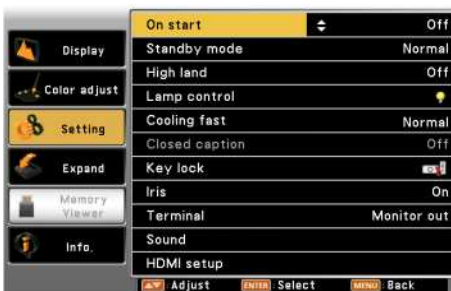 Display
Color adjust
Setting
Expand
Memory
Viewer
Info.
On start Off
Standby mode Normal
High land Off
Lamp control
Cooling fast Normal
Closed caption Off
Key lock
Iris On
Terminal Monitor out
Sound
HDMI setup
Adjust ENTER Select MENU Back